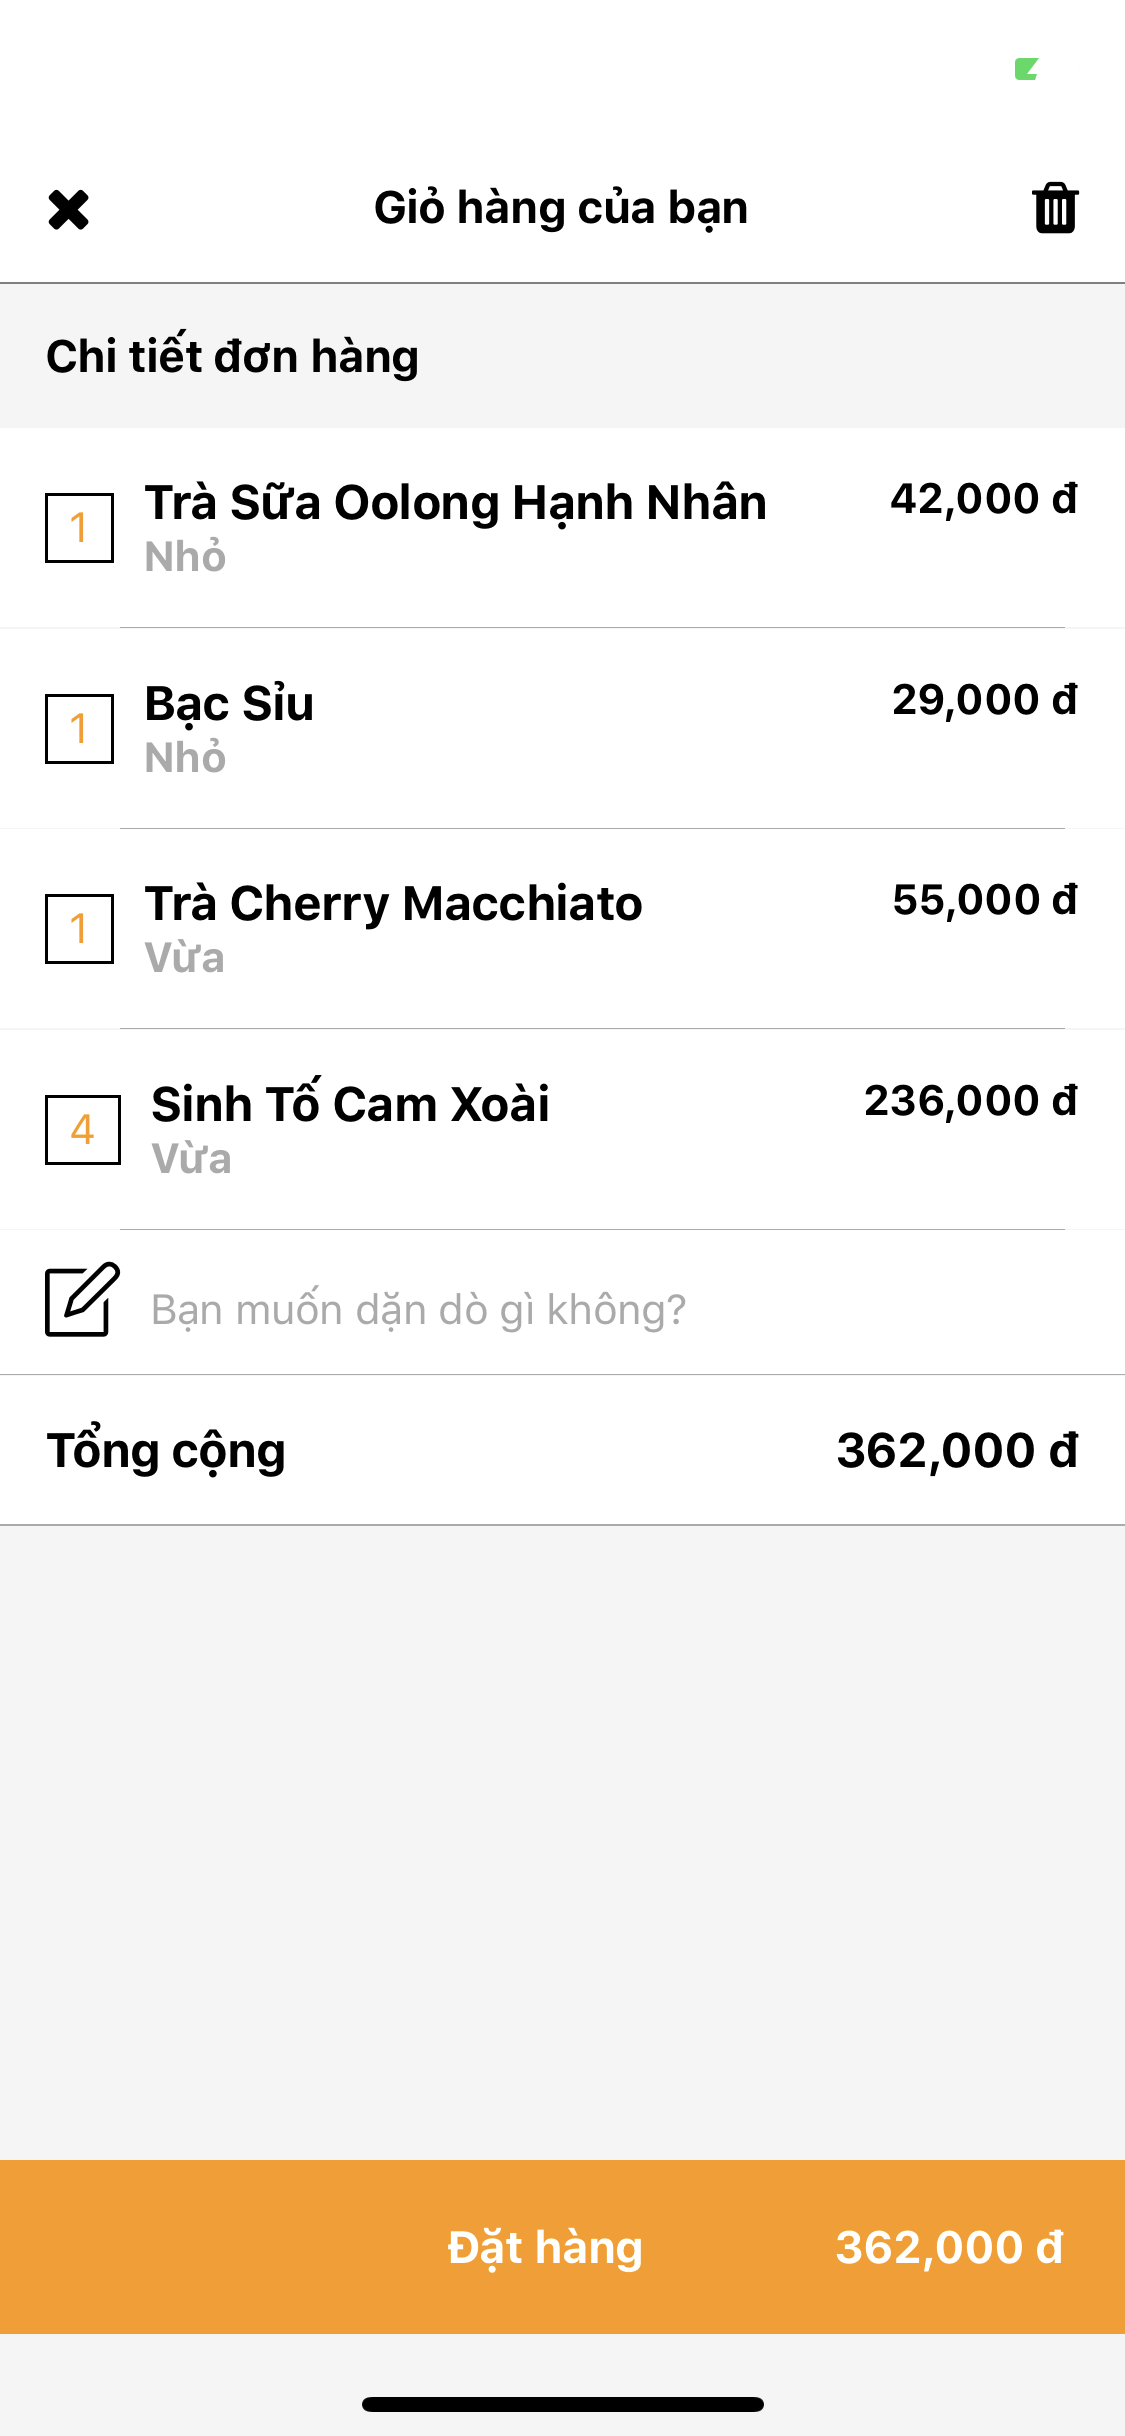 Giỏ hàng của bạn
Chi tiết đơn hàng
1 Trà Sữa Oolong Hạnh Nhân 42,000 đ
Nhỏ
1 Bạc Sỉu 29,000 đ
Nhỏ
1 Trà Cherry Macchiato 55,000 đ
Vừa
4 Sinh Tố Cam Xoài 236,000 đ
Vừa
Bạn muốn dặn dò gì không?
Tổng cộng 362,000 đ
Đặt hàng 362,000 đ